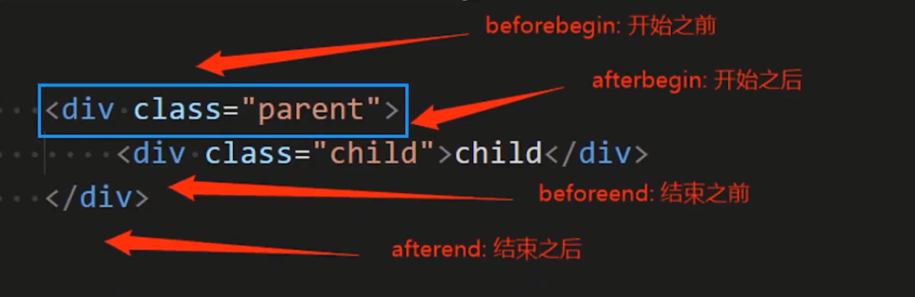 beforebegin: 开始之前
afterbegin: 开始之后
<div class="parent">
<div class="child">child</div>
beforeend: 结束之前
</div>
afterend: 结束之后